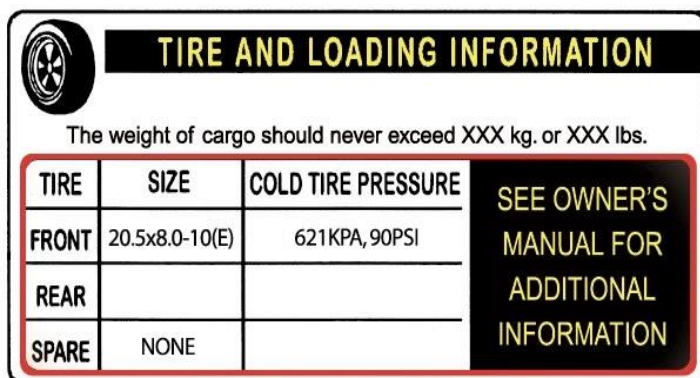 TIRE AND LOADING INFORMATION
The weight of cargo should never exceed XXX kg. or XXX lbs.
TIRE SIZE COLD TIRE PRESSURE
FRONT 20.5x8.0-10(E) 621KPA, 90PSI
REAR
SPARE NONE
SEE OWNER'S
MANUAL FOR
ADDITIONAL
INFORMATION